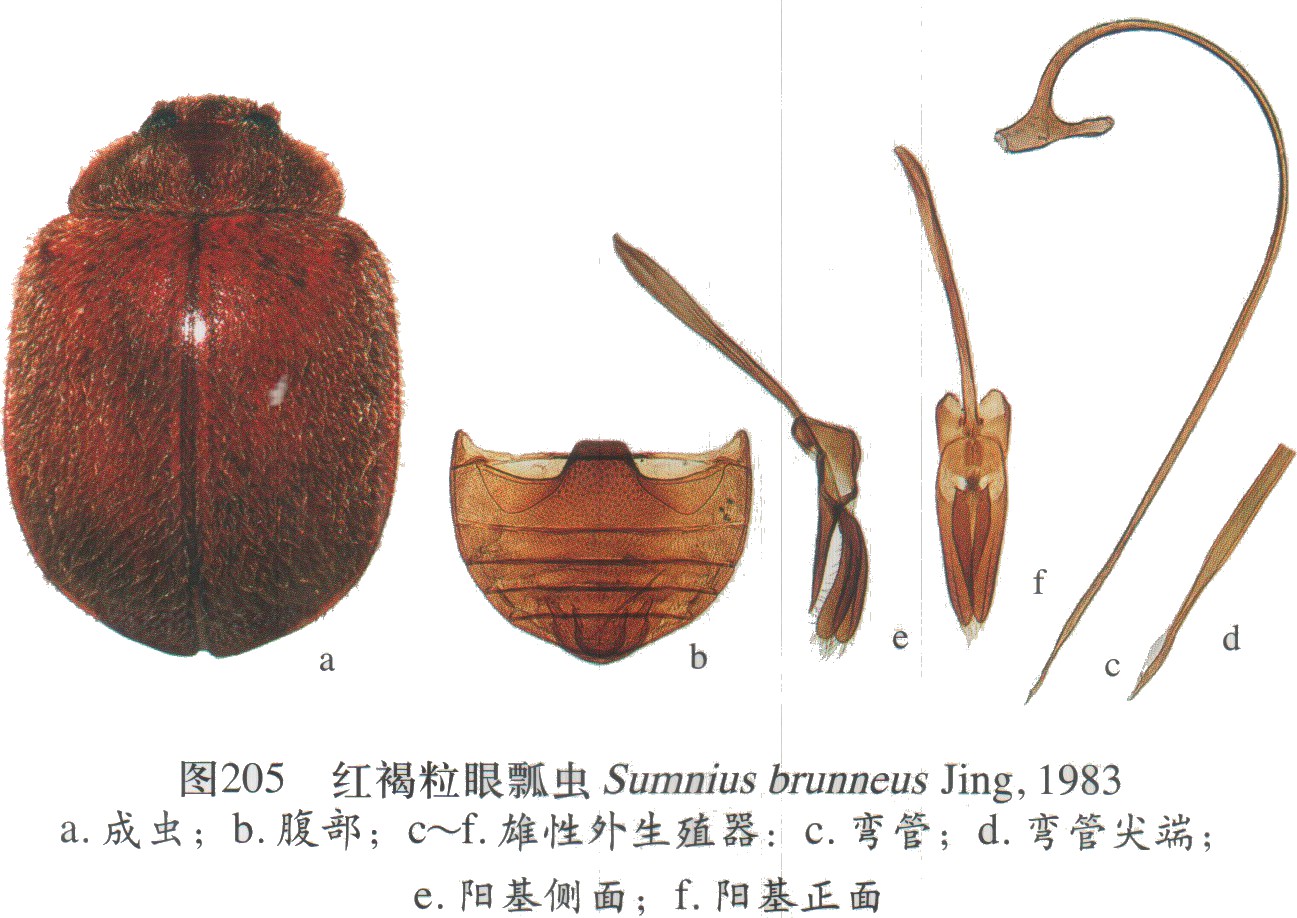 a
b
e
f
c
d
图205 红褐粒眼瓢虫 Sumnius brunneus Jing, 1983
a. 成虫；b. 腹部；c～f. 雄性外生殖器：c. 弯管；d. 弯管尖端；
e. 阳基侧面；f. 阳基正面